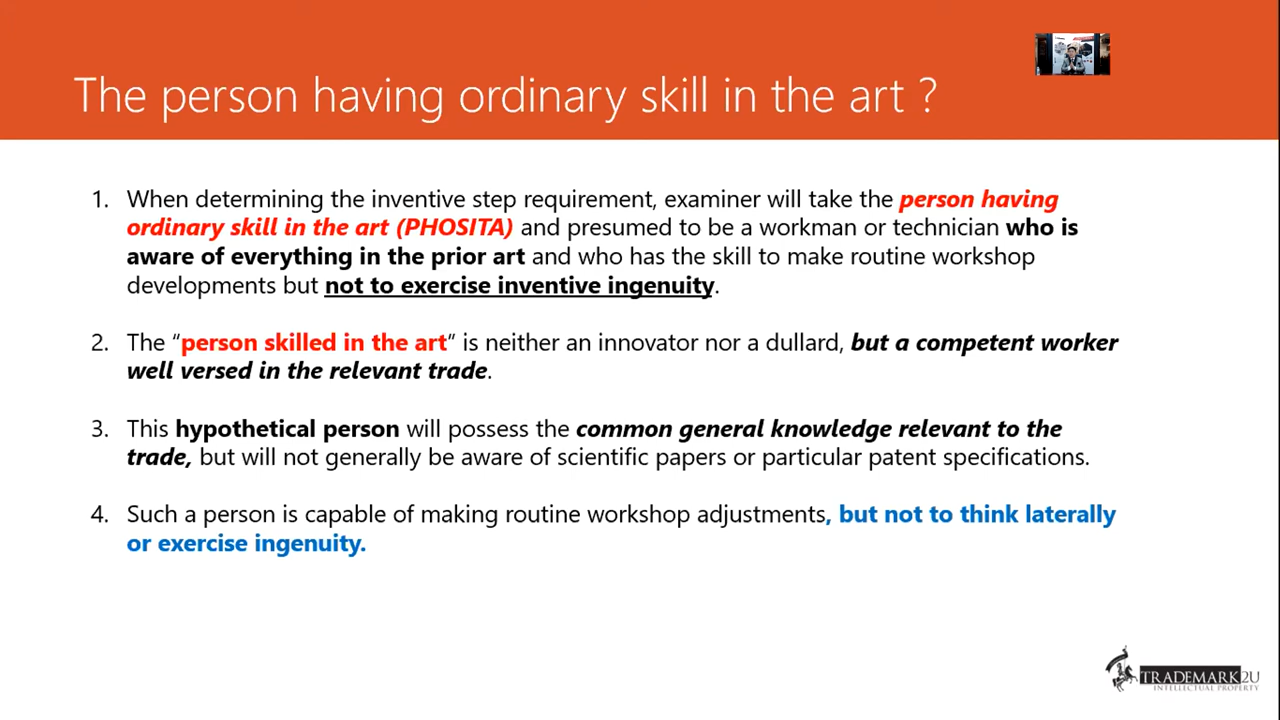 The person having ordinary skill in the art ?
1. When determining the inventive step requirement, examiner will take the person having
ordinary skill in the art (PHOSITA) and presumed to be a workman or technician who is
aware of everything in the prior art and who has the skill to make routine workshop
developments but not to exercise inventive ingenuity.
2. The “person skilled in the art” is neither an innovator nor a dullard, but a competent worker
well versed in the relevant trade.
3. This hypothetical person will possess the common general knowledge relevant to the
trade, but will not generally be aware of scientific papers or particular patent specifications.
4. Such a person is capable of making routine workshop adjustments, but not to think laterally
or exercise ingenuity.
TRADEMARK2U
INTELLECTUAL PROPERTY